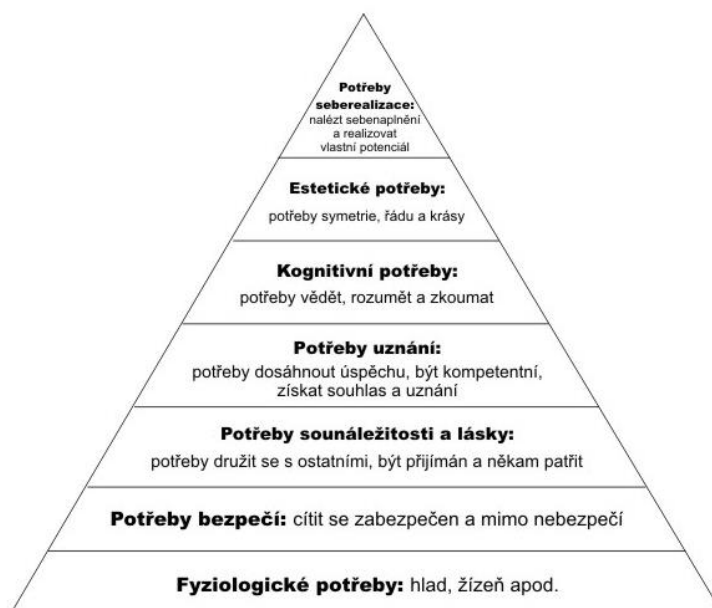 Potřeby
seberealizace:
nalézt sebenaplnění
a realizovat
vlastní potenciál
Estetické potřeby:
potřeby symetrie, řádu a krásy
Kognitivní potřeby:
potřeby vědět, rozumět a zkoumat
Potřeby uznání:
potřeby dosáhnout úspěchu, být kompetentní,
získat souhlas a uznání
Potřeby sounáležitosti a lásky:
potřeby družit se s ostatními, být přijímán a někam patřit
Potřeby bezpečí: cítit se zabezpečen a mimo nebezpečí
Fyziologické potřeby: hlad, žízeň apod.